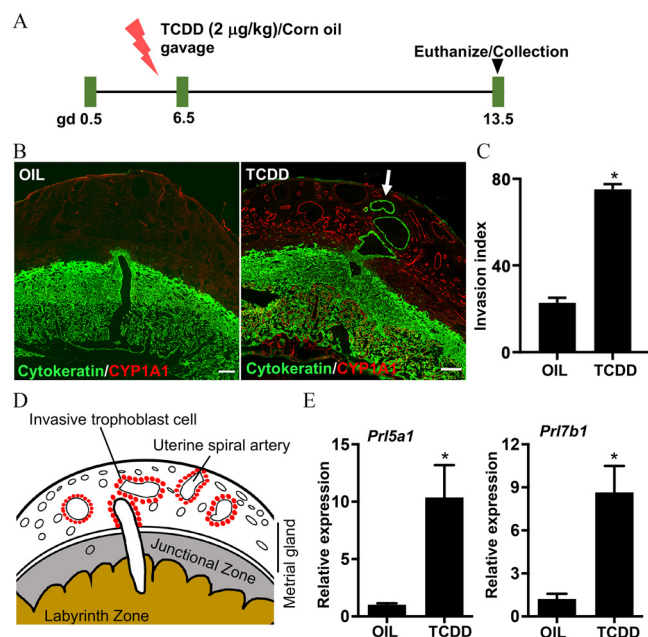 A
TCDD (2 μg/kg)/Corn oil
gavage
Euthanize/Collection
gd 0.5
6.5
13.5
B
OIL
TCDD
Cytokeratin/CYP1A1
Cytokeratin/CYP1A1
C
Invasion index
80
60
40
20
0
OIL
TCDD
*
D
Invasive trophoblast cell
Uterine spiral artery
Junctional Zone
Labyrinth Zone
Metrial gland
E
Prl5a1
Relative expression
15
10
5
0
OIL
TCDD
*
Prl7b1
Relative expression
12
9
6
3
0
OIL
TCDD
*